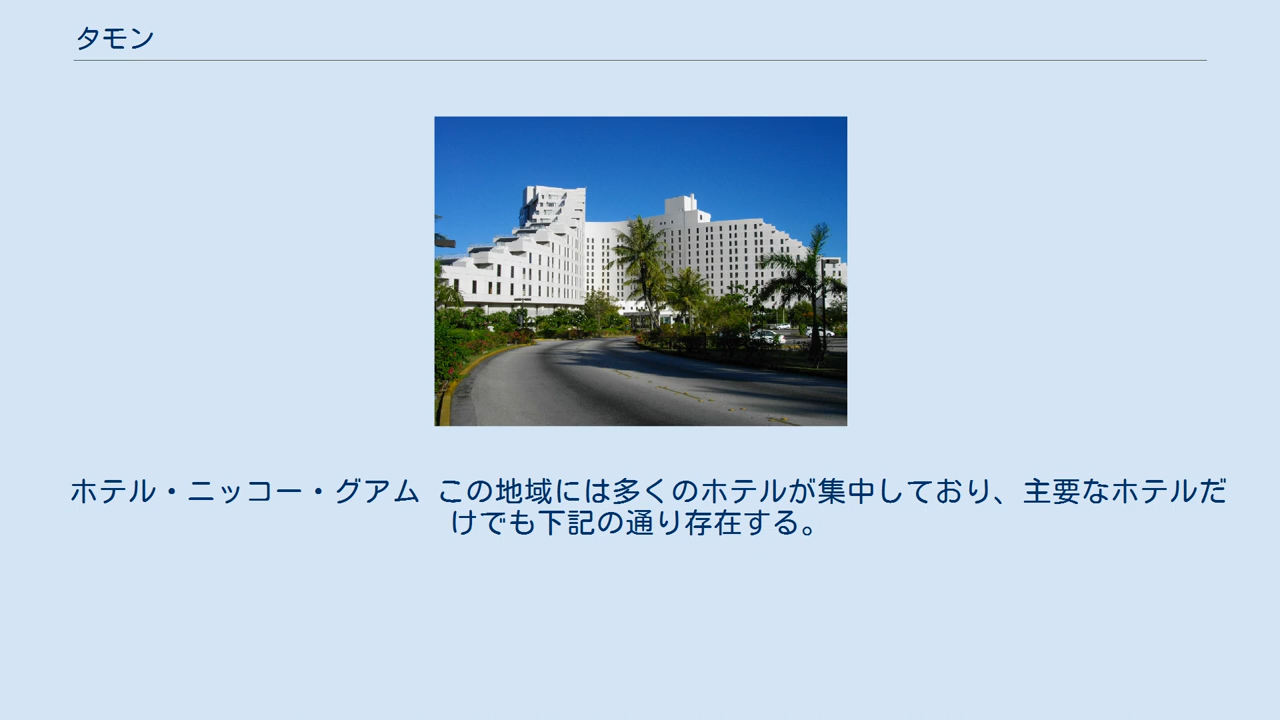 タモン
ホテル・ニッコー・グアム この地域には多くのホテルが集中しており、主要なホテルだ
けでも下記の通り存在する。